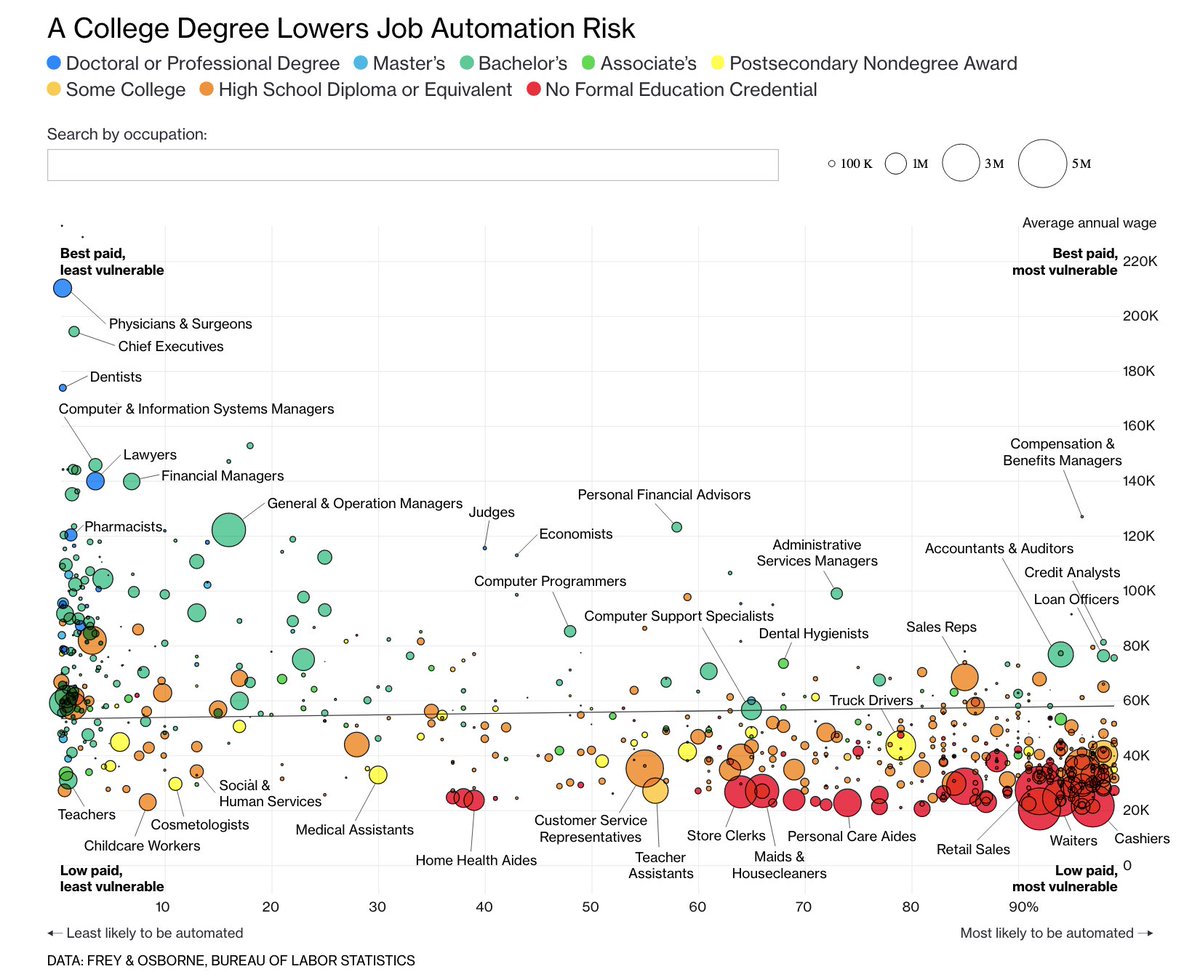 A College Degree Lowers Job Automation Risk
Doctoral or Professional Degree Master's Bachelor's Associate's Postsecondary Nondegree Award
Some College High School Diploma or Equivalent No Formal Education Credential
Search by occupation:
100 K 1M 3M 5M
Average annual wage
Best paid,
least vulnerable
Best paid,
most vulnerable
220K
Physicians & Surgeons
200K
Chief Executives
Dentists
180K
Computer & Information Systems Managers
160K
Lawyers
Compensation &
Benefits Managers
Financial Managers
140K
General & Operation Managers
Personal Financial Advisors
Judges
Pharmacists
Economists
120K
Administrative
Services Managers
Accountants & Auditors
Computer Programmers
Credit Analysts
100K
Loan Officers
Computer Support Specialists
Dental Hygienists
Sales Reps
80K
Truck Drivers
60K
40K
Social &
Human Services
20K
Teachers
Cosmetologists
Medical Assistants
Customer Service
Representatives
Store Clerks
Personal Care Aides
Waiters
Cashiers
Childcare Workers
Retail Sales
Home Health Aides
Teacher
Assistants
Maids &
Housecleaners
0
Low paid,
least vulnerable
Low paid,
most vulnerable
10 20 30 40 50 60 70 80 90%
← Least likely to be automated
Most likely to be automated →
DATA: FREY & OSBORNE, BUREAU OF LABOR STATISTICS